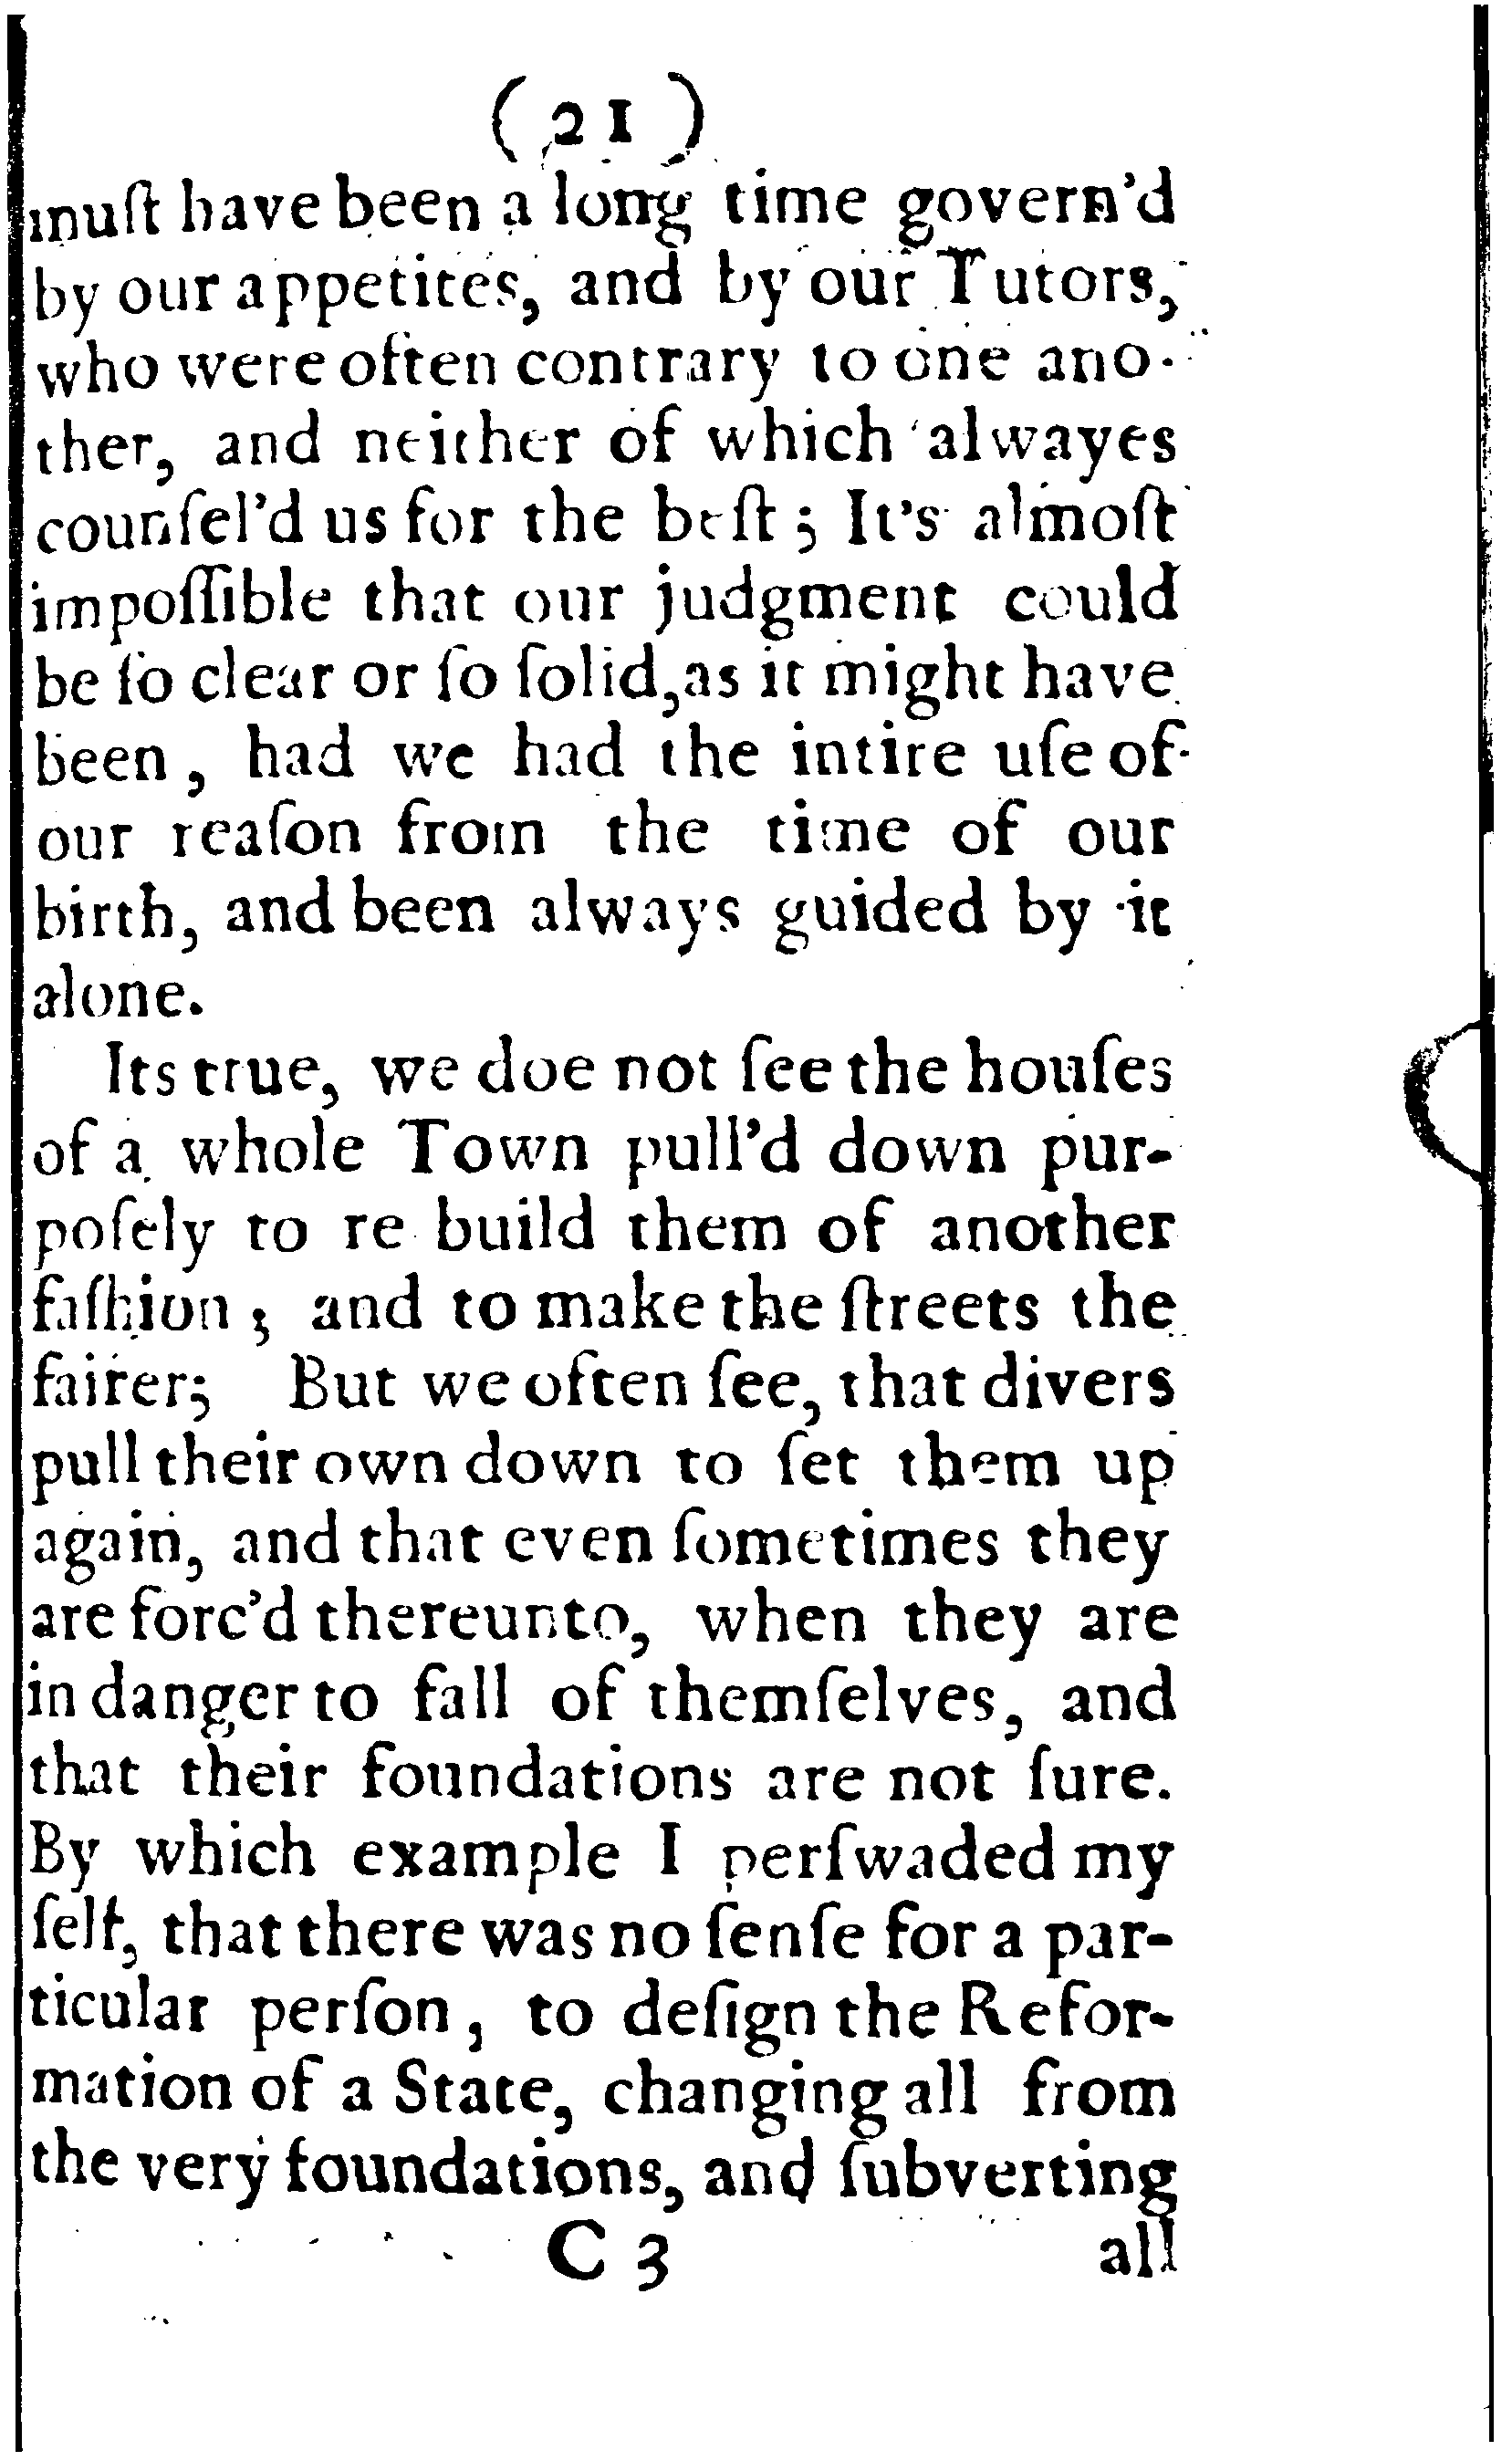 ( 21 )
muſt have been a long time govern'd
by our appetites, and by our Tutors,
who were often contrary to one ano-
ther, and neither of which alwayes
counſel'd us for the beſt ; It's almoſt
impoſſible that our judgment could
be ſo clear or ſo ſolid,as it might have
been , had we had the intire uſe of
our reaſon from the time of our
birth, and been always guided by it
alone.
Its true, we doe not ſee the houſes
of a whole Town pull'd down pur-
poſely to re build them of another
faſhion ; and to make the ſtreets the
fairer; But we often ſee, that divers
pull their own down to ſet them up
again, and that even ſometimes they
are forc'd thereunto, when they are
in danger to fall of themſelves, and
that their foundations are not ſure.
By which example I perſwaded my
ſelf, that there was no ſenſe for a par-
ticular perſon, to deſign the Refor-
mation of a State, changing all from
the very foundations, and ſubverting
C 3 all